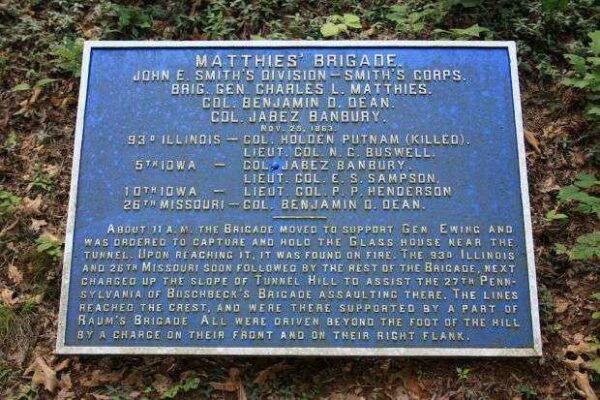 MATTHIES' BRIGADE.
JOHN E. SMITH'S DIVISION – SMITH'S CORPS.
BRIG. GEN. CHARLES L. MATTHIES.
COL. BENJAMIN D. DEAN.
COL. JABEZ BANBURY.
NOV. 25, 1863.
93D ILLINOIS – COL. HOLDEN PUTNAM (KILLED).
LIEUT. COL. N. C. BUSWELL.
5TH IOWA – COL. JABEZ BANBURY.
LIEUT. COL. E. S. SAMPSON.
10TH IOWA – LIEUT. COL. P. P. HENDERSON
26TH MISSOURI – COL. BENJAMIN D. DEAN.
ABOUT 11 A.M. THE BRIGADE MOVED TO SUPPORT GEN. EWING AND
WAS ORDERED TO CAPTURE AND HOLD THE GLASS HOUSE NEAR THE
TUNNEL. UPON REACHING IT, IT WAS FOUND ON FIRE. THE 93D ILLINOIS
AND 26TH MISSOURI SOON FOLLOWED BY THE REST OF THE BRIGADE, NEXT
CHARGED UP THE SLOPE OF TUNNEL HILL TO ASSIST THE 27TH PENN-
SYLVANIA OF BUSCHBECK'S BRIGADE ASSAULTING THERE. THE LINES
REACHED THE CREST, AND WERE THERE SUPPORTED BY A PART OF
RAUM'S BRIGADE. ALL WERE DRIVEN BEYOND THE FOOT OF THE HILL
BY A CHARGE ON THEIR FRONT AND ON THEIR RIGHT FLANK.